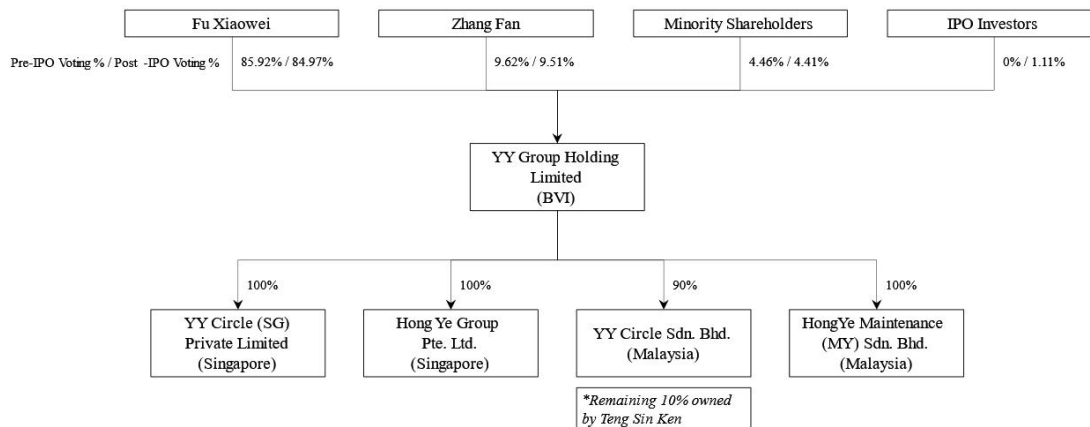 Fu Xiaowei
Zhang Fan
Minority Shareholders
IPO Investors
Pre-IPO Voting % / Post -IPO Voting %
85.92% / 84.97%
9.62% / 9.51%
4.46% / 4.41%
0% / 1.11%
YY Group Holding
Limited
(BVI)
100%
100%
90%
100%
YY Circle (SG)
Private Limited
(Singapore)
Hong Ye Group
Pte. Ltd.
(Singapore)
YY Circle Sdn. Bhd.
(Malaysia)
HongYe Maintenance
(MY) Sdn. Bhd.
(Malaysia)
*Remaining 10% owned
by Teng Sin Ken